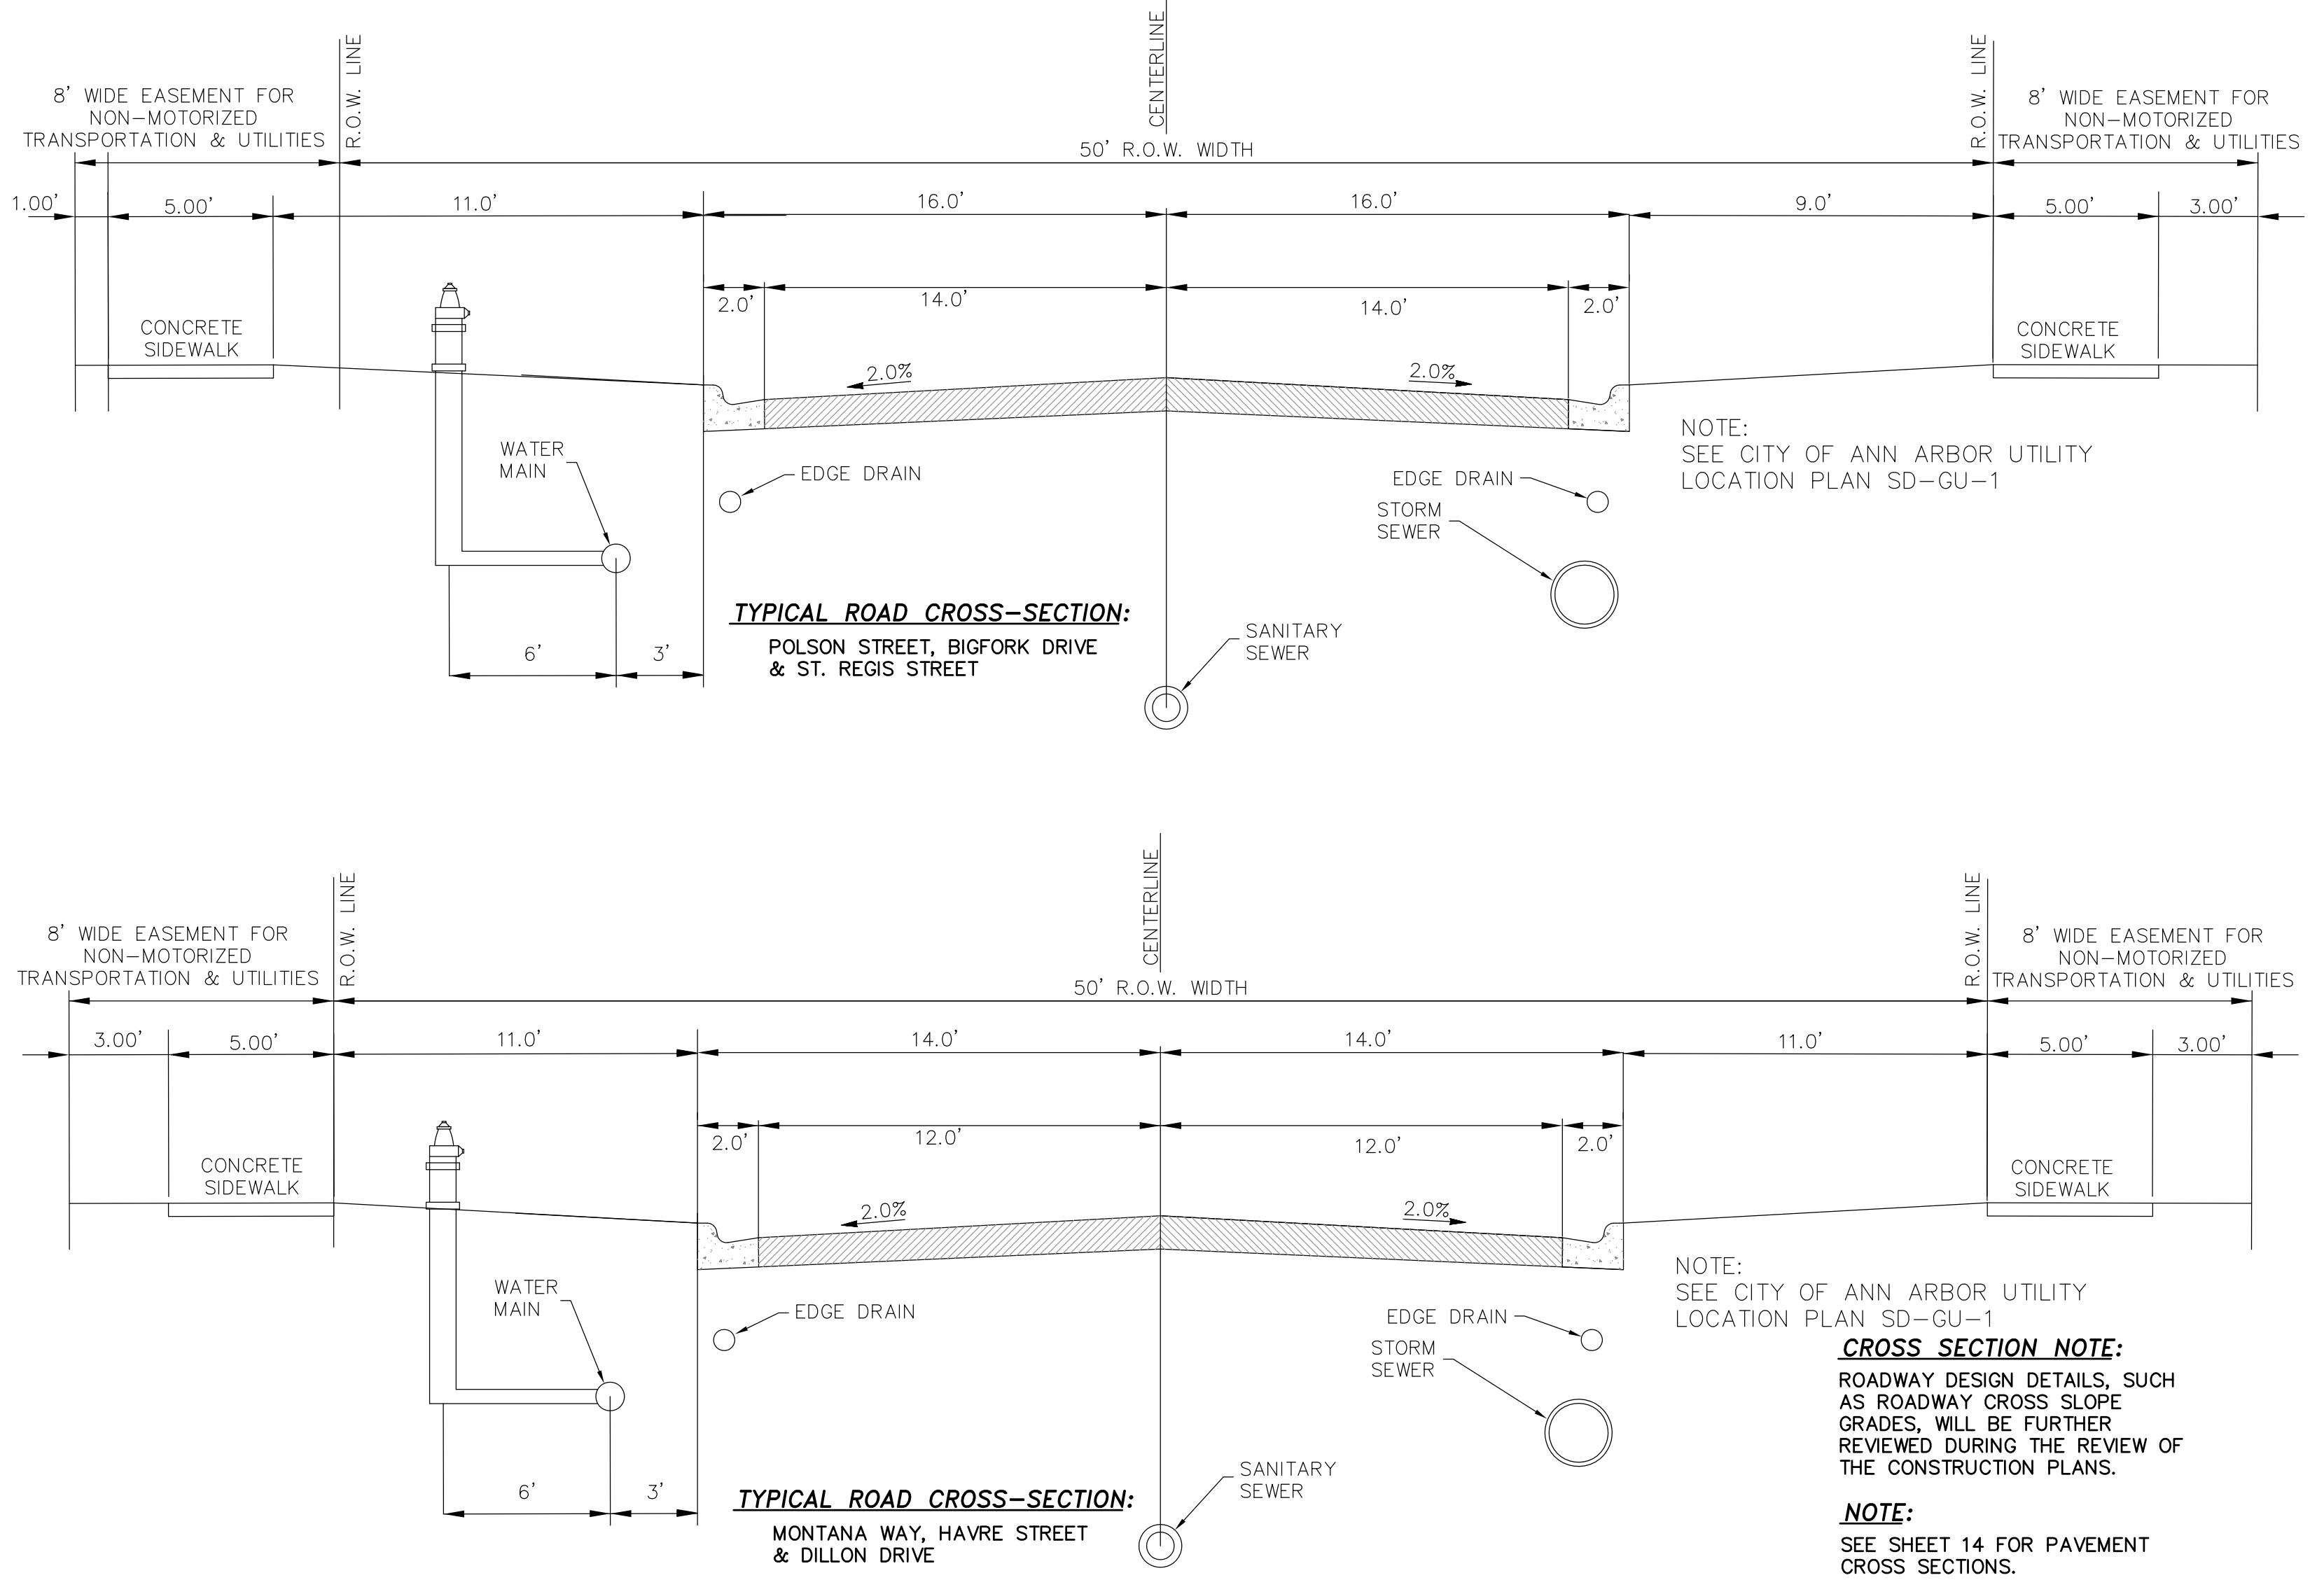 CENTERLINE
R.O.W. LINE
R.O.W. LINE
8' WIDE EASEMENT FOR
NON-MOTORIZED
TRANSPORTATION & UTILITIES
8' WIDE EASEMENT FOR
NON-MOTORIZED
TRANSPORTATION & UTILITIES
50' R.O.W. WIDTH
1.00' 5.00' 11.0' 16.0' 16.0' 9.0' 5.00' 3.00'
2.0' 14.0' 14.0' 2.0'
CONCRETE
SIDEWALK
CONCRETE
SIDEWALK
2.0% 2.0%
NOTE:
SEE CITY OF ANN ARBOR UTILITY
LOCATION PLAN SD-GU-1
WATER
MAIN
EDGE DRAIN
EDGE DRAIN
STORM
SEWER
TYPICAL ROAD CROSS-SECTION:
POLSON STREET, BIGFORK DRIVE
& ST. REGIS STREET
SANITARY
SEWER
6' 3'
CENTERLINE
R.O.W. LINE
R.O.W. LINE
8' WIDE EASEMENT FOR
NON-MOTORIZED
TRANSPORTATION & UTILITIES
8' WIDE EASEMENT FOR
NON-MOTORIZED
TRANSPORTATION & UTILITIES
50' R.O.W. WIDTH
3.00' 5.00' 11.0' 14.0' 14.0' 11.0' 5.00' 3.00'
2.0' 12.0' 12.0' 2.0'
CONCRETE
SIDEWALK
CONCRETE
SIDEWALK
2.0% 2.0%
NOTE:
SEE CITY OF ANN ARBOR UTILITY
LOCATION PLAN SD-GU-1
WATER
MAIN
EDGE DRAIN
EDGE DRAIN
STORM
SEWER
CROSS SECTION NOTE:
ROADWAY DESIGN DETAILS, SUCH
AS ROADWAY CROSS SLOPE
GRADES, WILL BE FURTHER
REVIEWED DURING THE REVIEW OF
THE CONSTRUCTION PLANS.
SANITARY
SEWER
6' 3'
TYPICAL ROAD CROSS-SECTION:
MONTANA WAY, HAVRE STREET
& DILLON DRIVE
NOTE:
SEE SHEET 14 FOR PAVEMENT
CROSS SECTIONS.